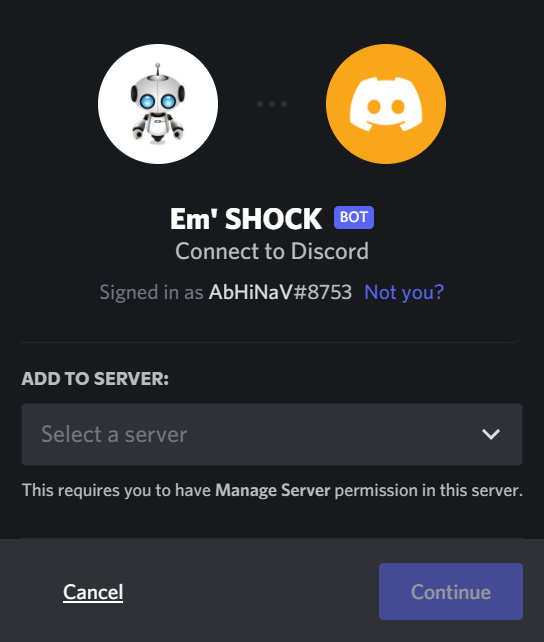 Em' SHOCK BOT
Connect to Discord
Signed in as AbHiNaV#8753 Not you?
ADD TO SERVER:
Select a server
This requires you to have Manage Server permission in this server.
Cancel Continue